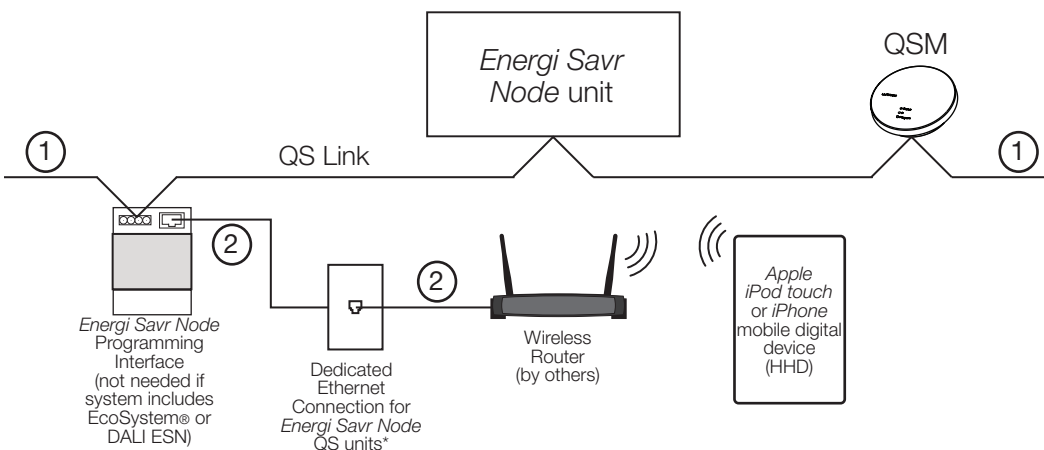 Energi Savr
Node unit
QSM
1
QS Link
1
2
2
Energi Savr Node
Programming
Interface
(not needed if
system includes
EcoSystem® or
DALI ESN)
Dedicated
Ethernet
Connection for
Energi Savr Node
QS units*
Wireless
Router
(by others)
Apple
iPod touch
or iPhone
mobile digital
device
(HHD)